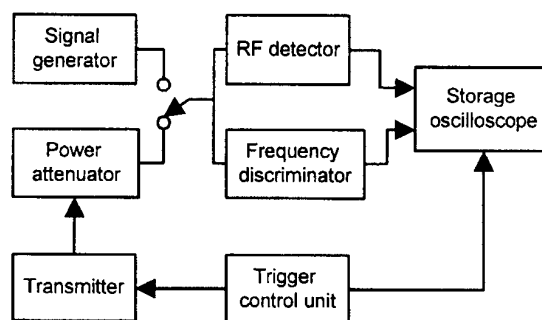 Signal
generator
RF detector
Storage
oscilloscope
Power
attenuator
Frequency
discriminator
Transmitter
Trigger
control unit